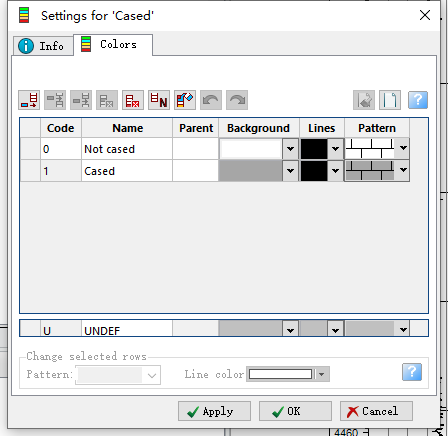 Settings for 'Cased'
Info Colors
N ?
Code Name Parent Background Lines Pattern
0 Not cased
1 Cased
U UNDEF
Change selected rows
Pattern: Line color ?
Apply OK Cancel
4460